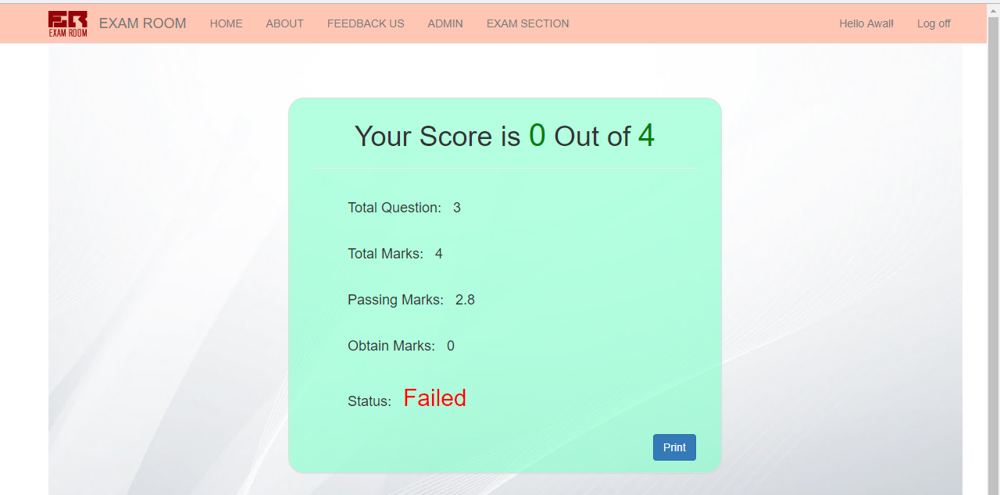 ER
EXAM ROOM
EXAM ROOM HOME ABOUT FEEDBACK US ADMIN EXAM SECTION Hello Awal! Log off
Your Score is 0 Out of 4
Total Question: 3
Total Marks: 4
Passing Marks: 2.8
Obtain Marks: 0
Status: Failed
Print